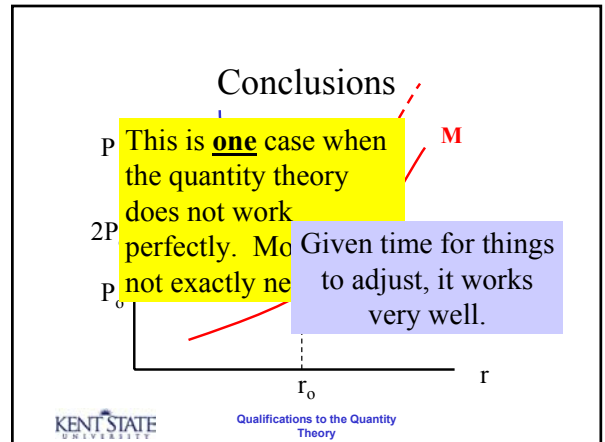 Conclusions
P
M
This is one case when
the quantity theory
does not work
2P
perfectly. Mo
Given time for things
to adjust, it works
very well.
Po
not exactly ne
ro
r
KENT STATE
UNIVERSITY
Qualifications to the Quantity
Theory